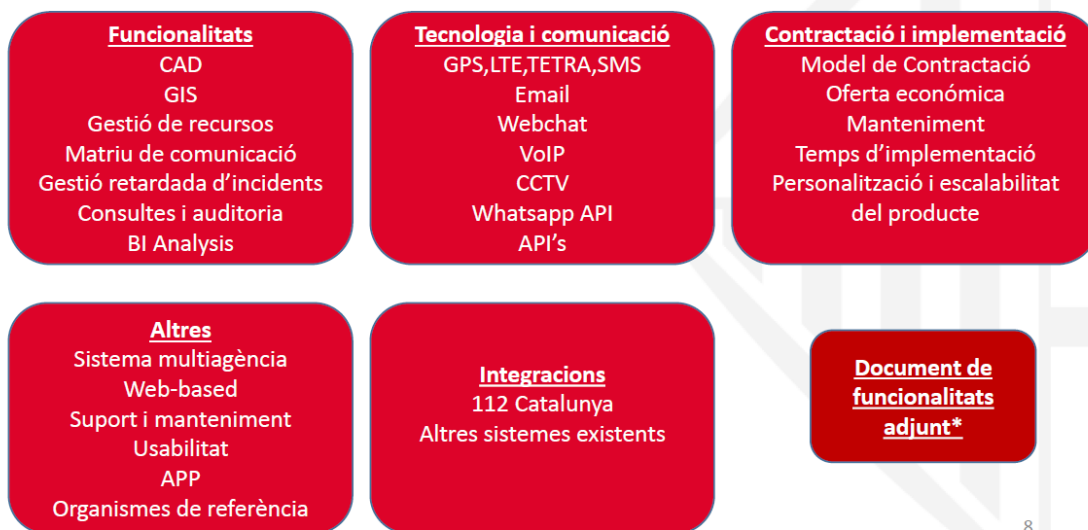 Funcionalitats
CAD
GIS
Gestió de recursos
Matriu de comunicació
Gestió retardada d'incidents
Consultes i auditoria
BI Analysis
Tecnologia i comunicació
GPS,LTE,TETRA,SMS
Email
Webchat
VoIP
CCTV
Whatsapp API
API's
Contractació i implementació
Model de Contractació
Oferta económica
Manteniment
Temps d'implementació
Personalització i escalabilitat
del producte
Altres
Sistema multiagència
Web-based
Suport i manteniment
Usabilitat
APP
Organismes de referència
Integracions
112 Catalunya
Altres sistemes existents
Document de
funcionalitats
adjunt*
8